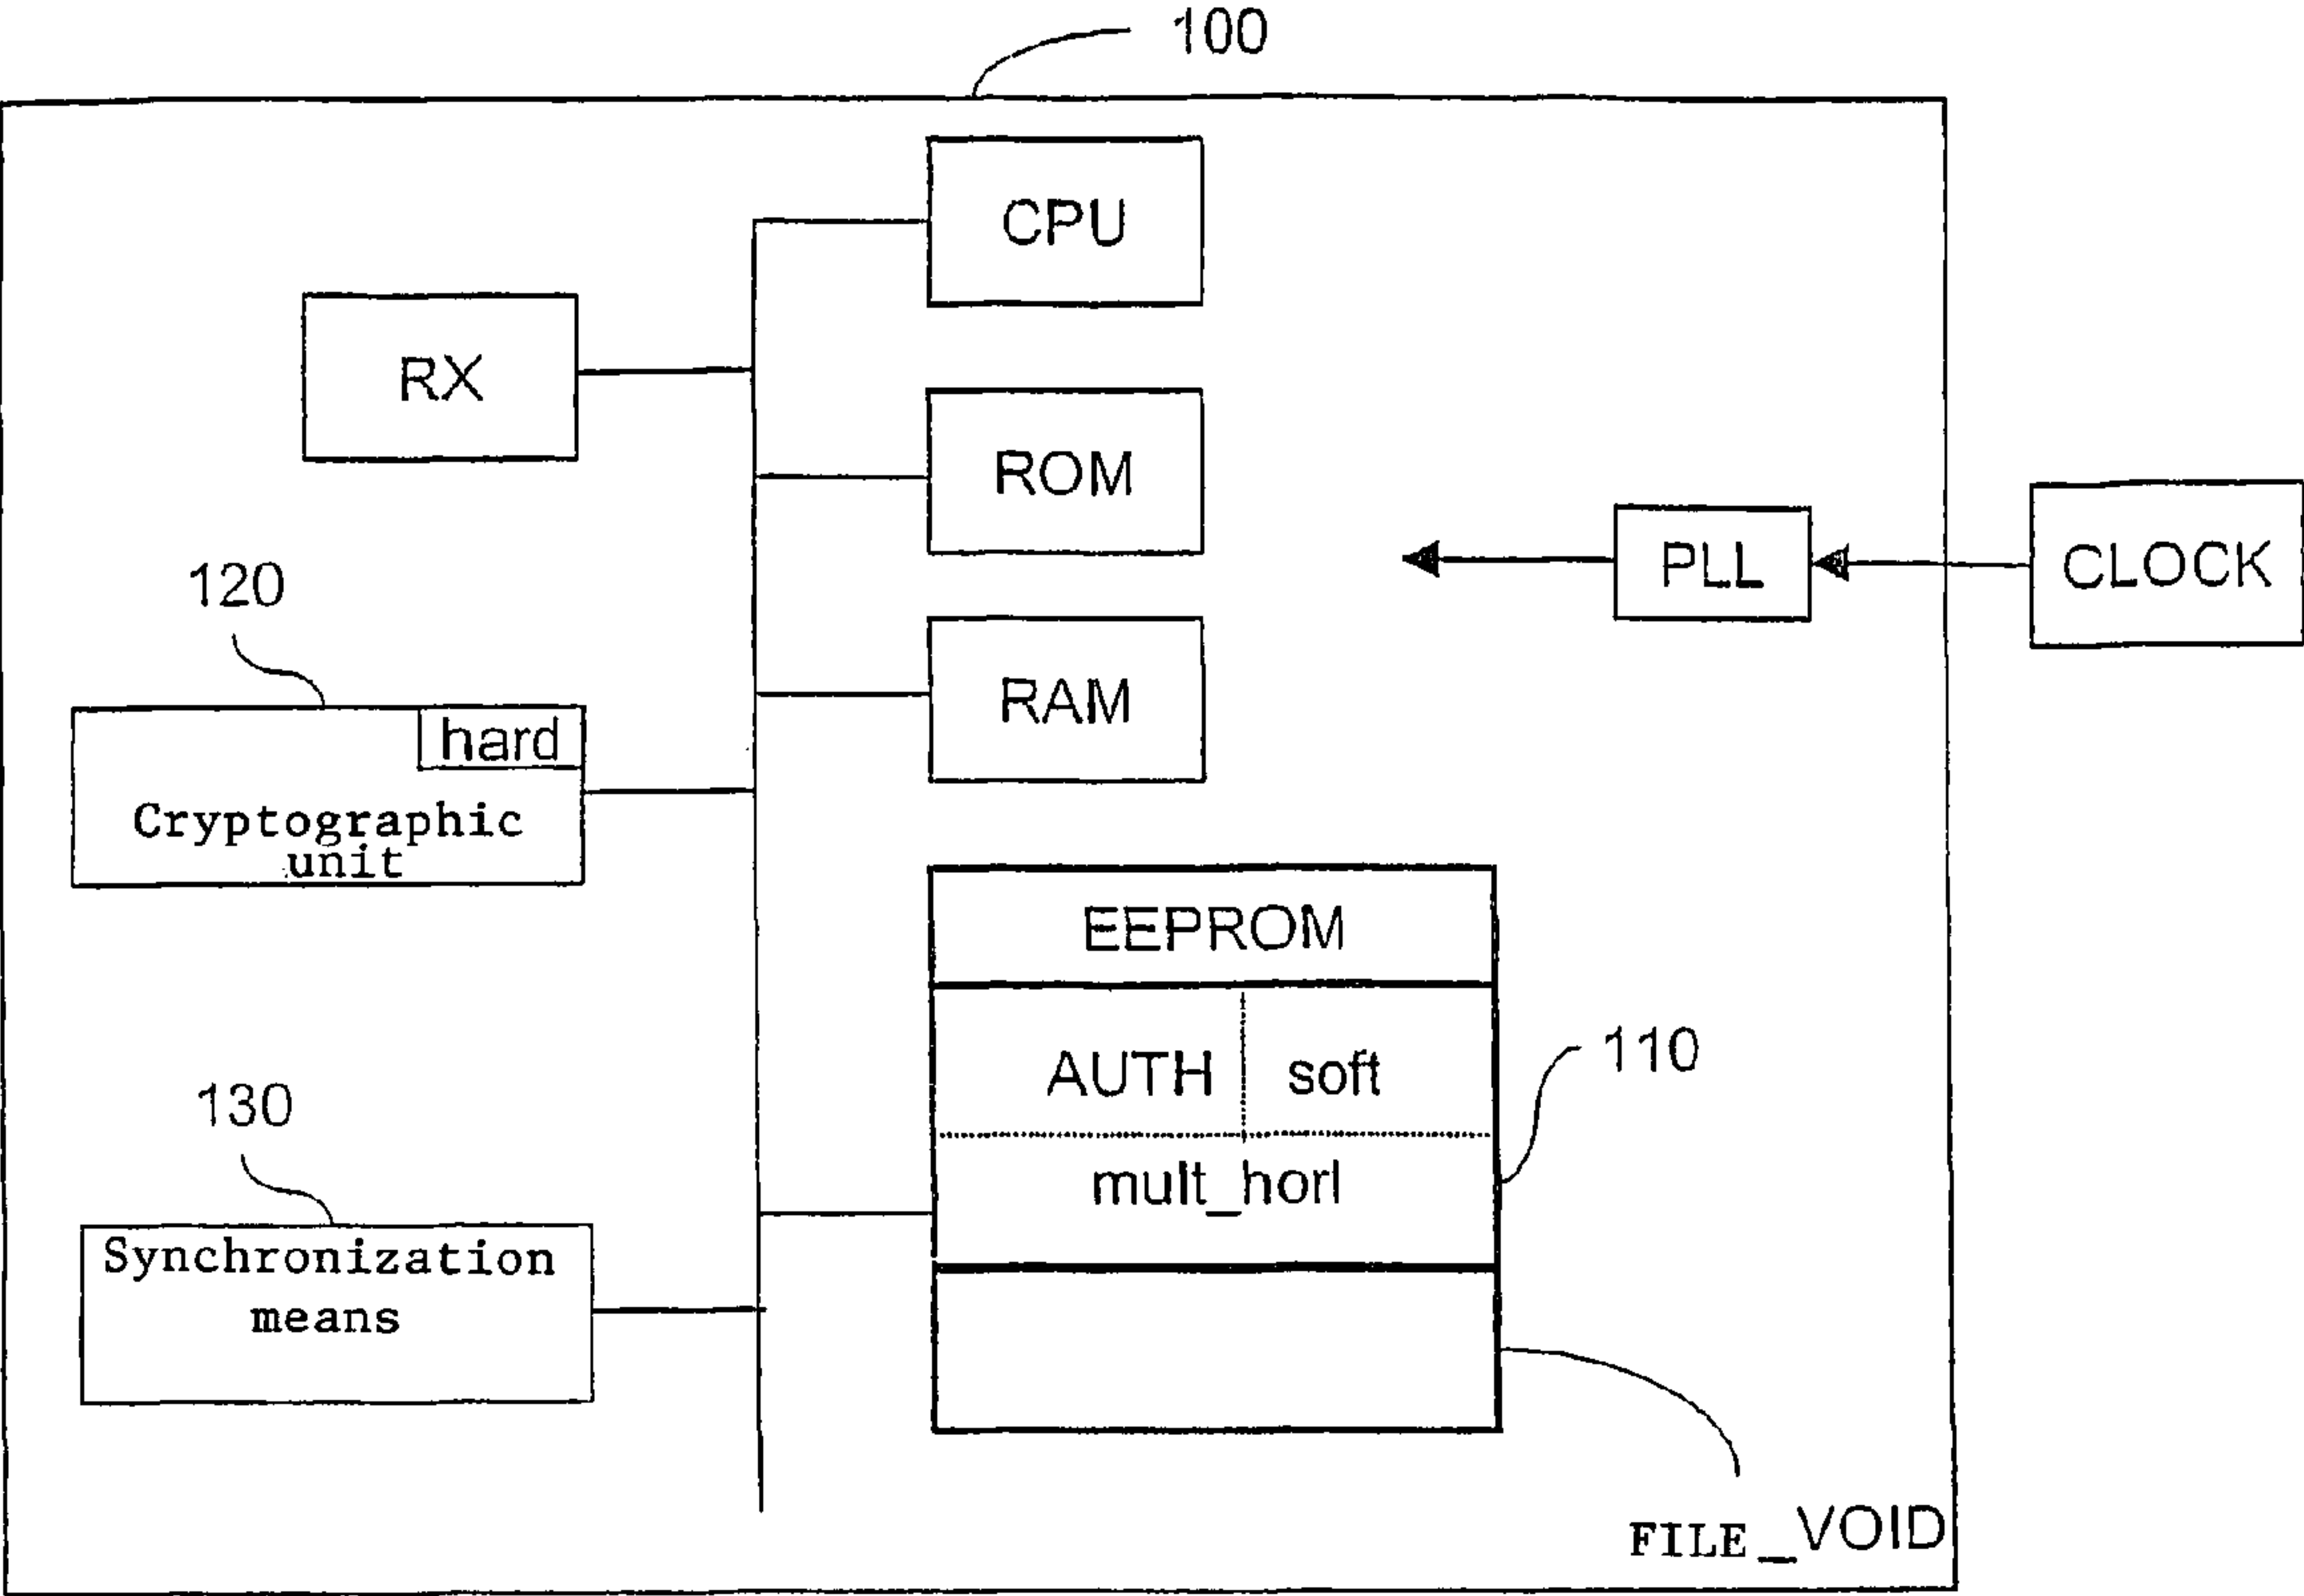 100
CPU
RX
ROM
PLL
CLOCK
120
RAM
hard
Cryptographic
unit
EEPROM
AUTH
soft
110
130
mult_horl
Synchronization
means
FILE_VOID